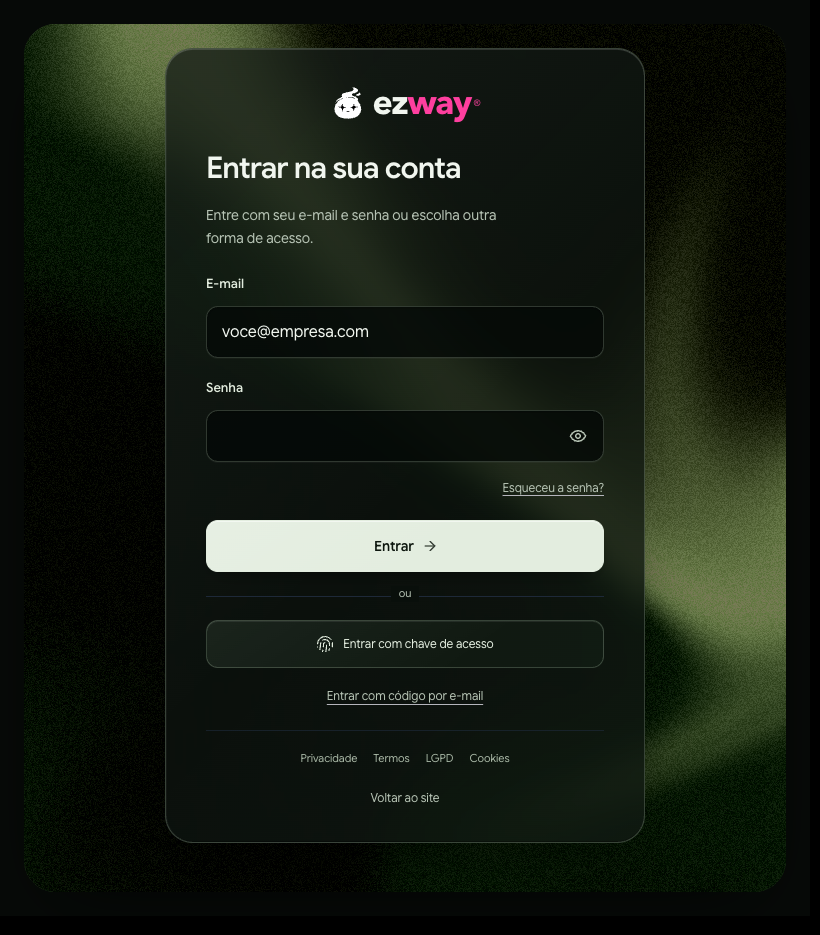 ezway®
Entrar na sua conta
Entre com seu e-mail e senha ou escolha outra
forma de acesso.
E-mail
voce@empresa.com
Senha
Esqueceu a senha?
Entrar →
ou
Entrar com chave de acesso
Entrar com código por e-mail
Privacidade Termos LGPD Cookies
Voltar ao site